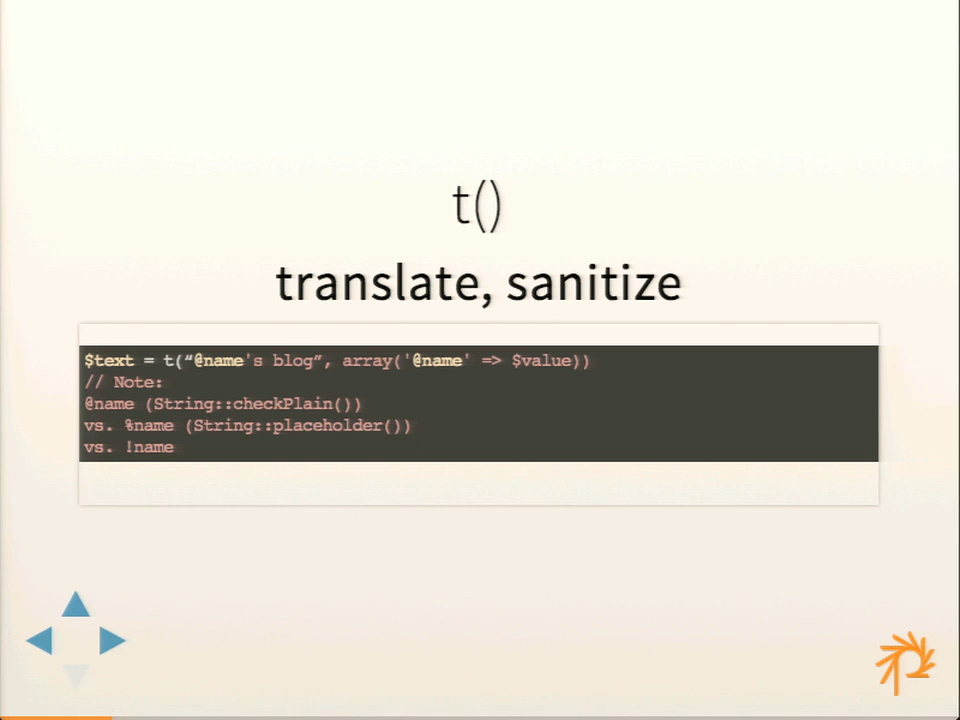 t()
translate, sanitize
$text = t(“@name's blog”, array('@name' => $value))
// Note:
@name (String::checkPlain())
vs. %name (String::placeholder())
vs. !name